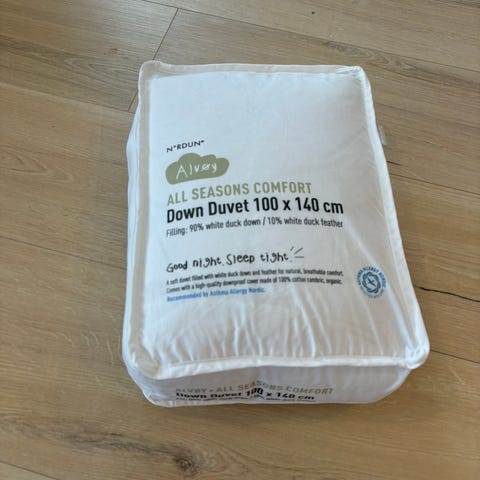 N*RDUN*
Alvøy
ALL SEASONS COMFORT
Down Duvet 100 x 140 cm
Filling: 90% white duck down / 10% white duck feather
Good night, Sleep tight!
A soft duvet filled with white duck down and feather for natural, breathable comfort.
Comes with a high-quality downproof cover made of 100% cotton cambric, organic.
Recommended by Asthma Allergy Nordic.
ASTHMA ALLERGY NORDIC
ALVØY - ALL SEASONS COMFORT
Down Duvet 100 x 140 cm